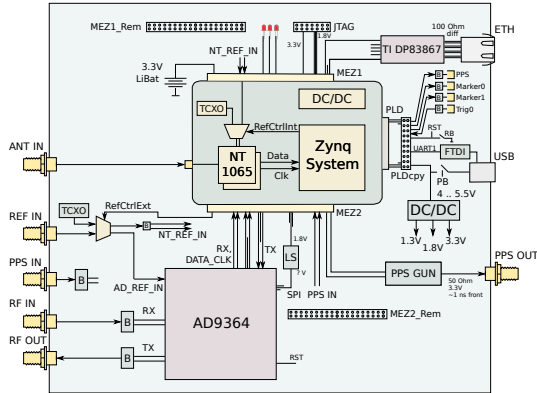 MEZ1_Rem
JTAG
3.3V
1.8V
100 Ohm
diff
ETH
TI DP83867
NT_REF_IN
3.3V
LiBat
MEZ1
DC/DC
PLD
B PPS
B Marker0
B Marker1
B Trig0
TCXO
RefCtrlInt
RST
RB
Zynq
System
NT
1065
Data
Clk
UART1
FTDI
PLDcpy
USB
ANT IN
PB
4 .. 5.5V
DC/DC
1.3V
1.8V
3.3V
REF IN
TCXO
RefCtrlExt
B
NT_REF_IN
MEZ2
RX,
DATA_CLK
TX
1.8V
LS
? V
PPS OUT
PPS IN
B
AD_REF_IN
SPI
PPS IN
PPS GUN
50 Ohm
3.3V
~1 ns front
RF IN
RX
B
AD9364
MEZ2_Rem
RF OUT
TX
B
RST